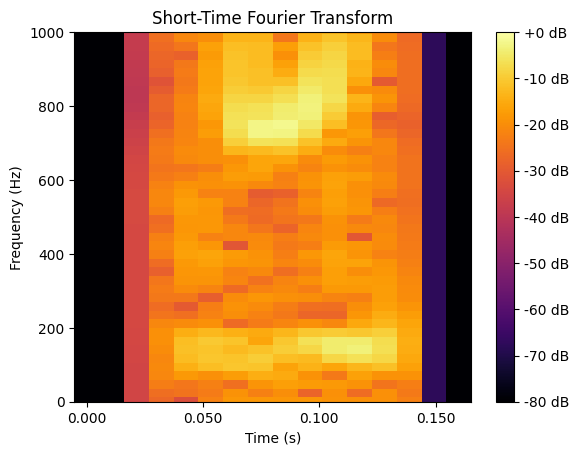 Short-Time Fourier Transform
1000
800
600
400
200
0
Frequency (Hz)
0.000
0.050
0.100
0.150
Time (s)
+0 dB
-10 dB
-20 dB
-30 dB
-40 dB
-50 dB
-60 dB
-70 dB
-80 dB